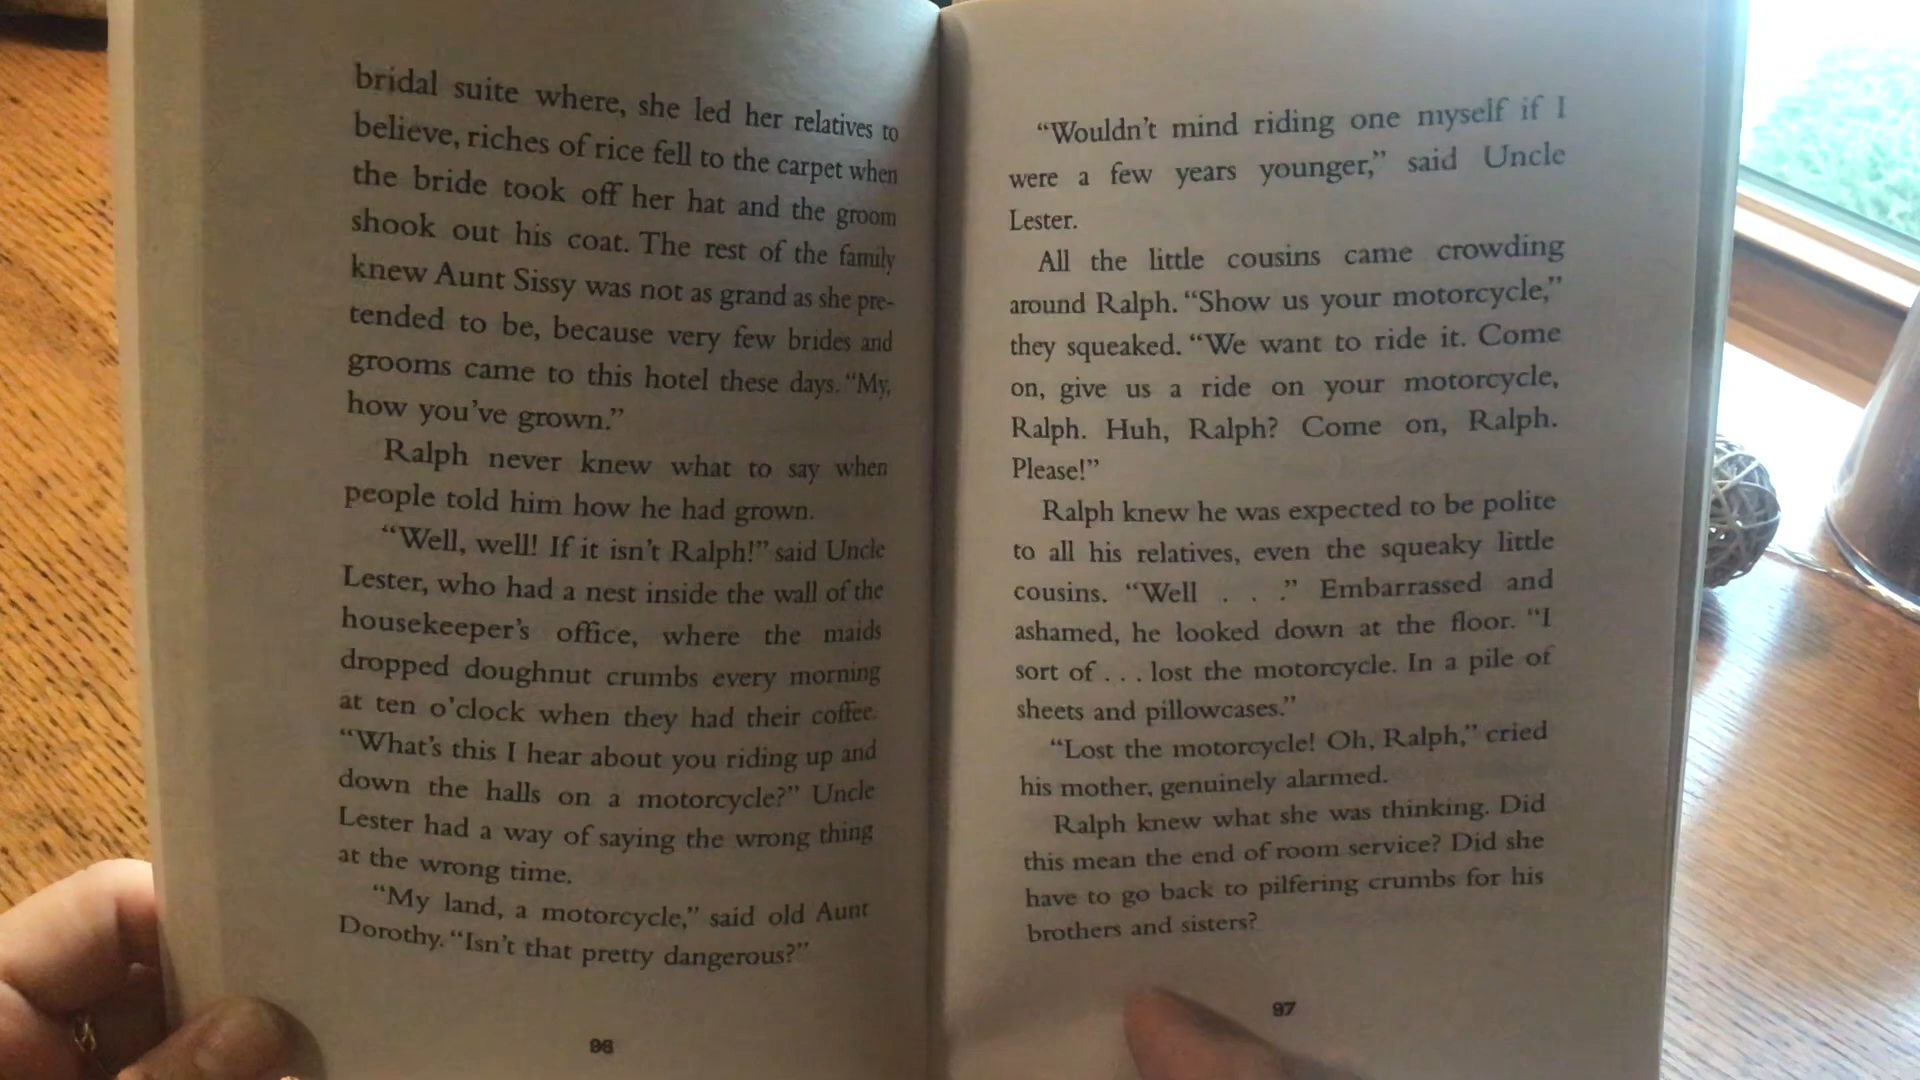 bridal suite where, she led her relatives to
believe, riches of rice fell to the carpet when
the bride took off her hat and the groom
shook out his coat. The rest of the family
knew Aunt Sissy was not as grand as she pre-
tended to be, because very few brides and
grooms came to this hotel these days. “My,
how you’ve grown.”
Ralph never knew what to say when
people told him how he had grown.
“Well, well! If it isn’t Ralph!” said Uncle
Lester, who had a nest inside the wall of the
housekeeper’s office, where the maids
dropped doughnut crumbs every morning
at ten o’clock when they had their coffee.
“What’s this I hear about you riding up and
down the halls on a motorcycle?” Uncle
Lester had a way of saying the wrong thing
at the wrong time.
“My land, a motorcycle,” said old Aunt
Dorothy. “Isn’t that pretty dangerous?”
96
“Wouldn’t mind riding one myself if I
were a few years younger,” said Uncle
Lester.
All the little cousins came crowding
around Ralph. “Show us your motorcycle,”
they squeaked. “We want to ride it. Come
on, give us a ride on your motorcycle,
Ralph. Huh, Ralph? Come on, Ralph.
Please!”
Ralph knew he was expected to be polite
to all his relatives, even the squeaky little
cousins. “Well . . .” Embarrassed and
ashamed, he looked down at the floor. “I
sort of . . . lost the motorcycle. In a pile of
sheets and pillowcases.”
“Lost the motorcycle! Oh, Ralph,” cried
his mother, genuinely alarmed.
Ralph knew what she was thinking. Did
this mean the end of room service? Did she
have to go back to pilfering crumbs for his
brothers and sisters?
97